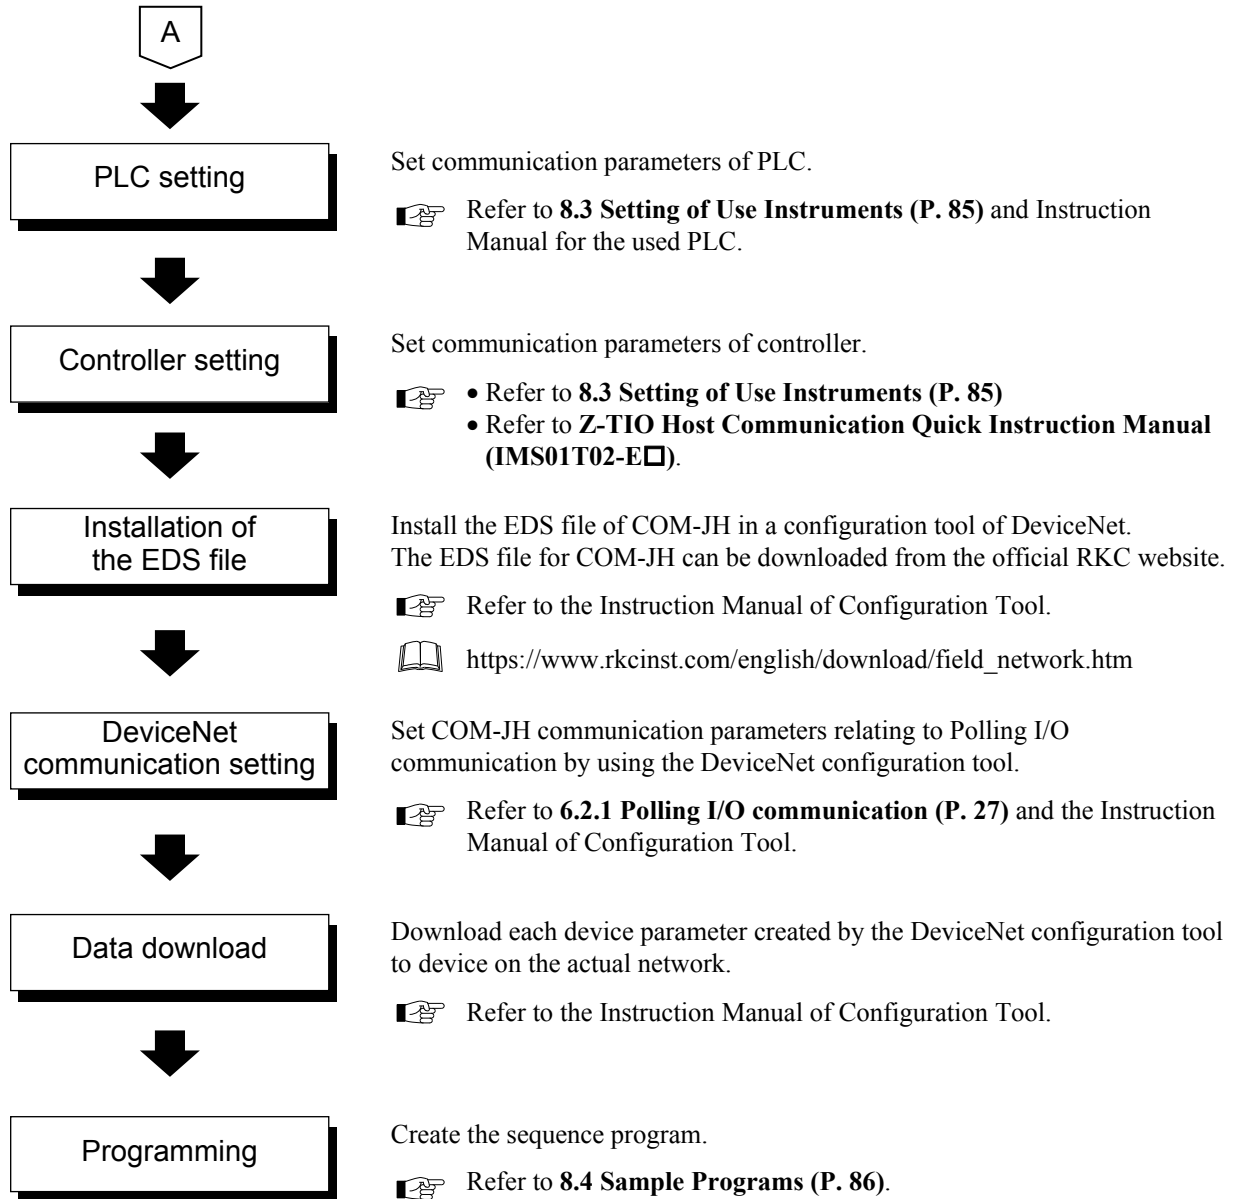 A
PLC setting
Set communication parameters of PLC.
Refer to 8.3 Setting of Use Instruments (P. 85) and Instruction
Manual for the used PLC.
Controller setting
Set communication parameters of controller.
• Refer to 8.3 Setting of Use Instruments (P. 85)
• Refer to Z-TIO Host Communication Quick Instruction Manual
(IMS01T02-E□).
Installation of
the EDS file
Install the EDS file of COM-JH in a configuration tool of DeviceNet.
The EDS file for COM-JH can be downloaded from the official RKC website.
Refer to the Instruction Manual of Configuration Tool.
https://www.rkcinst.com/english/download/field_network.htm
DeviceNet
communication setting
Set COM-JH communication parameters relating to Polling I/O
communication by using the DeviceNet configuration tool.
Refer to 6.2.1 Polling I/O communication (P. 27) and the Instruction
Manual of Configuration Tool.
Data download
Download each device parameter created by the DeviceNet configuration tool
to device on the actual network.
Refer to the Instruction Manual of Configuration Tool.
Programming
Create the sequence program.
Refer to 8.4 Sample Programs (P. 86).